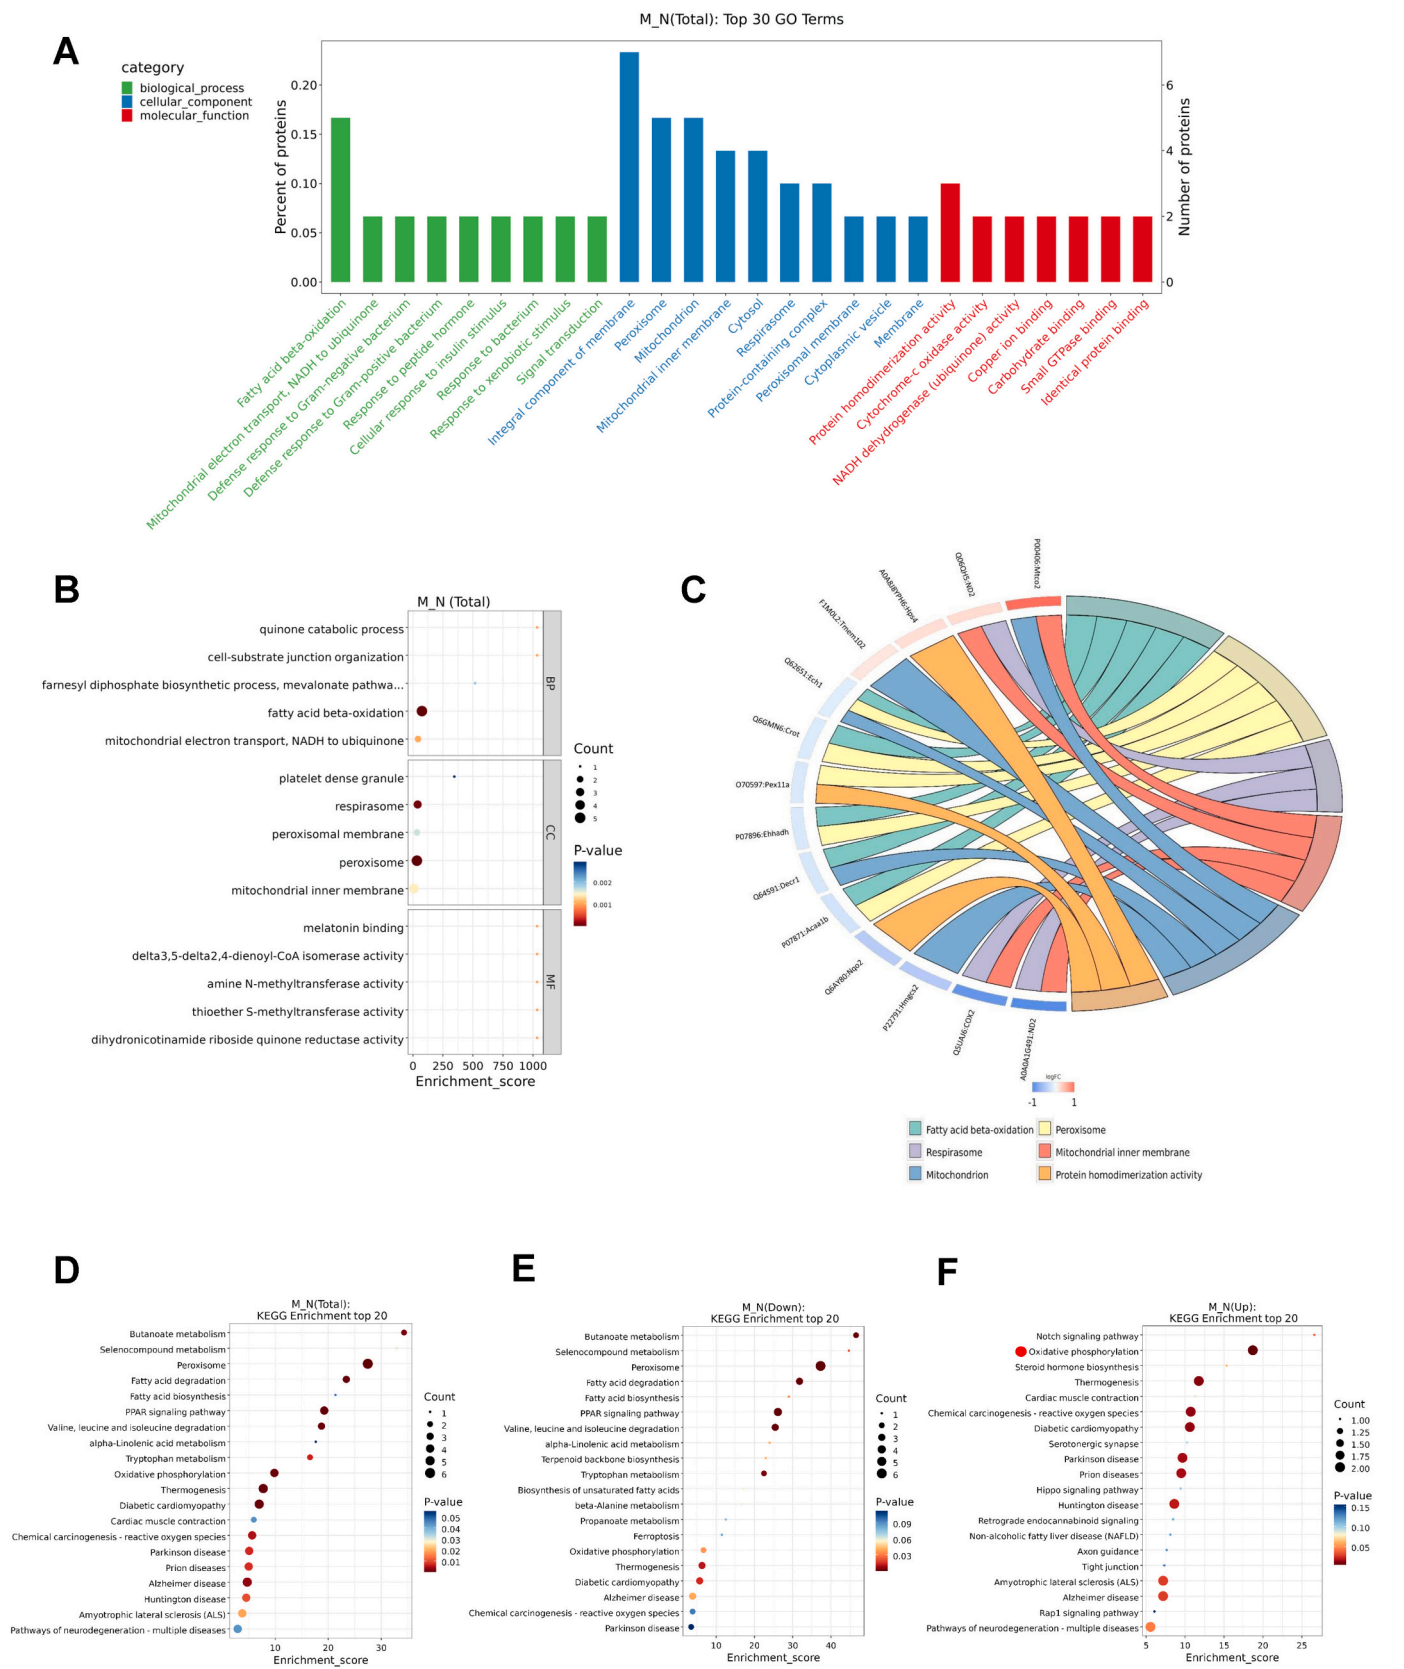 M_N(Total): Top 30 GO Terms
A
category
biological_process
cellular_component
molecular_function
Percent of proteins
0.20
0.15
0.10
0.05
0.00
6
4
2
0
Number of proteins
Fatty acid beta-oxidation
Mitochondrial electron transport, NADH to ubiquinone
Defense response to Gram-negative bacterium
Defense response to Gram-positive bacterium
Response to peptide hormone
Cellular response to insulin stimulus
Response to bacterium
Response to xenobiotic stimulus
Signal transduction
Integral component of membrane
Peroxisome
Mitochondrion
Mitochondrial inner membrane
Cytosol
Respirasome
Protein-containing complex
Peroxisomal membrane
Cytoplasmic vesicle
Membrane
Protein homodimerization activity
Cytochrome-c oxidase activity
NADH dehydrogenase (ubiquinone) activity
Copper ion binding
Carbohydrate binding
Small GTPase binding
Identical protein binding
B
M_N (Total)
quinone catabolic process
cell-substrate junction organization
farnesyl diphosphate biosynthetic process, mevalonate pathwa...
fatty acid beta-oxidation
mitochondrial electron transport, NADH to ubiquinone
BP
platelet dense granule
respirasome
peroxisomal membrane
peroxisome
mitochondrial inner membrane
CC
melatonin binding
delta3,5-delta2,4-dienoyl-CoA isomerase activity
amine N-methyltransferase activity
thioether S-methyltransferase activity
dihydronicotinamide riboside quinone reductase activity
MF
0 250 500 750 1000
Enrichment_score
Count
1
2
3
4
5
P-value
0.002
0.001
C
P00406:Mtco2
Q06QH5:ND2
A0A8I8YPH6:Hps4
F1M0L2:Tmem102
Q62651:Ech1
Q6GMN6:Crot
O70597:Pex11a
P07896:Ehhadh
Q64591:Decr1
P07871:Acaa1b
Q6AY80:Nqo2
P22791:Hmgcs2
Q5UAJ6:COX2
A0A0A1G491:ND2
logFC
-1 1
Fatty acid beta-oxidation
Peroxisome
Respirasome
Mitochondrial inner membrane
Mitochondrion
Protein homodimerization activity
D
M_N(Total):
KEGG Enrichment top 20
Butanoate metabolism
Selenocompound metabolism
Peroxisome
Fatty acid degradation
Fatty acid biosynthesis
PPAR signaling pathway
Valine, leucine and isoleucine degradation
alpha-Linolenic acid metabolism
Tryptophan metabolism
Oxidative phosphorylation
Thermogenesis
Diabetic cardiomyopathy
Cardiac muscle contraction
Chemical carcinogenesis - reactive oxygen species
Parkinson disease
Prion diseases
Alzheimer disease
Huntington disease
Amyotrophic lateral sclerosis (ALS)
Pathways of neurodegeneration - multiple diseases
10 20 30
Enrichment_score
Count
1
2
3
4
5
6
P-value
0.05
0.04
0.03
0.02
0.01
E
M_N(Down):
KEGG Enrichment top 20
Butanoate metabolism
Selenocompound metabolism
Peroxisome
Fatty acid degradation
Fatty acid biosynthesis
PPAR signaling pathway
Valine, leucine and isoleucine degradation
alpha-Linolenic acid metabolism
Terpenoid backbone biosynthesis
Tryptophan metabolism
Biosynthesis of unsaturated fatty acids
beta-Alanine metabolism
Propanoate metabolism
Ferroptosis
Oxidative phosphorylation
Thermogenesis
Diabetic cardiomyopathy
Alzheimer disease
Chemical carcinogenesis - reactive oxygen species
Parkinson disease
10 20 30 40
Enrichment_score
Count
1
2
3
4
5
6
P-value
0.09
0.06
0.03
F
M_N(Up):
KEGG Enrichment top 20
Notch signaling pathway
Oxidative phosphorylation
Steroid hormone biosynthesis
Thermogenesis
Cardiac muscle contraction
Chemical carcinogenesis - reactive oxygen species
Diabetic cardiomyopathy
Serotonergic synapse
Parkinson disease
Prion diseases
Hippo signaling pathway
Huntington disease
Retrograde endocannabinoid signaling
Non-alcoholic fatty liver disease (NAFLD)
Axon guidance
Tight junction
Amyotrophic lateral sclerosis (ALS)
Alzheimer disease
Rap1 signaling pathway
Pathways of neurodegeneration - multiple diseases
5 10 15 20 25
Enrichment_score
Count
1.00
1.25
1.50
1.75
2.00
P-value
0.15
0.10
0.05